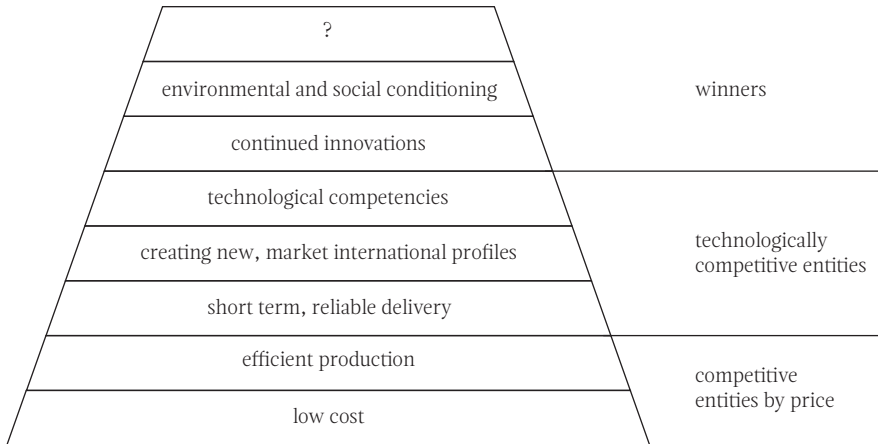 ?
environmental and social conditioning
winners
continued innovations
technological competencies
creating new, market international profiles
technologically
competitive entities
short term, reliable delivery
efficient production
competitive
entities by price
low cost